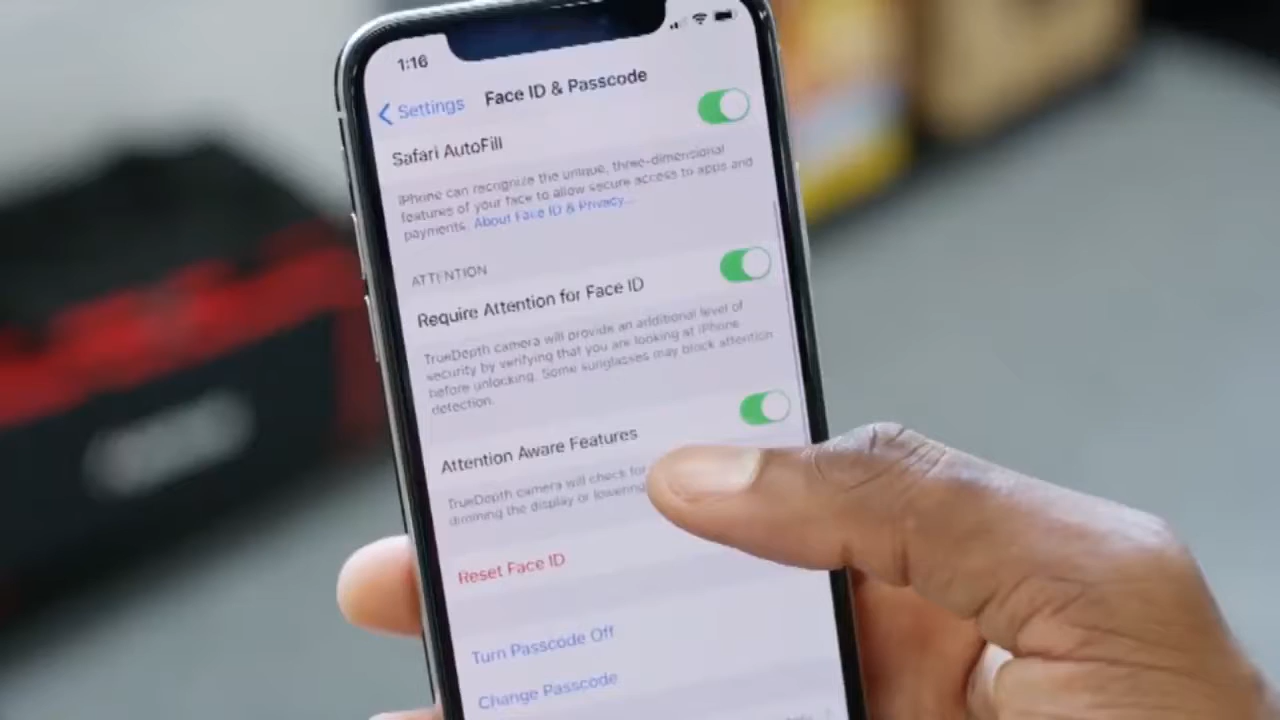 1:16
Settings
Face ID & Passcode
Safari AutoFill
iPhone can recognize the unique, three-dimensional
features of your face to allow secure access to apps and
payments. About Face ID & Privacy...
ATTENTION
Require Attention for Face ID
TrueDepth camera will provide an additional level of
security by verifying that you are looking at iPhone
before unlocking. Some sunglasses may block attention
detection.
Attention Aware Features
TrueDepth camera will check for
dimming the display or lowering
Reset Face ID
Turn Passcode Off
Change Passcode